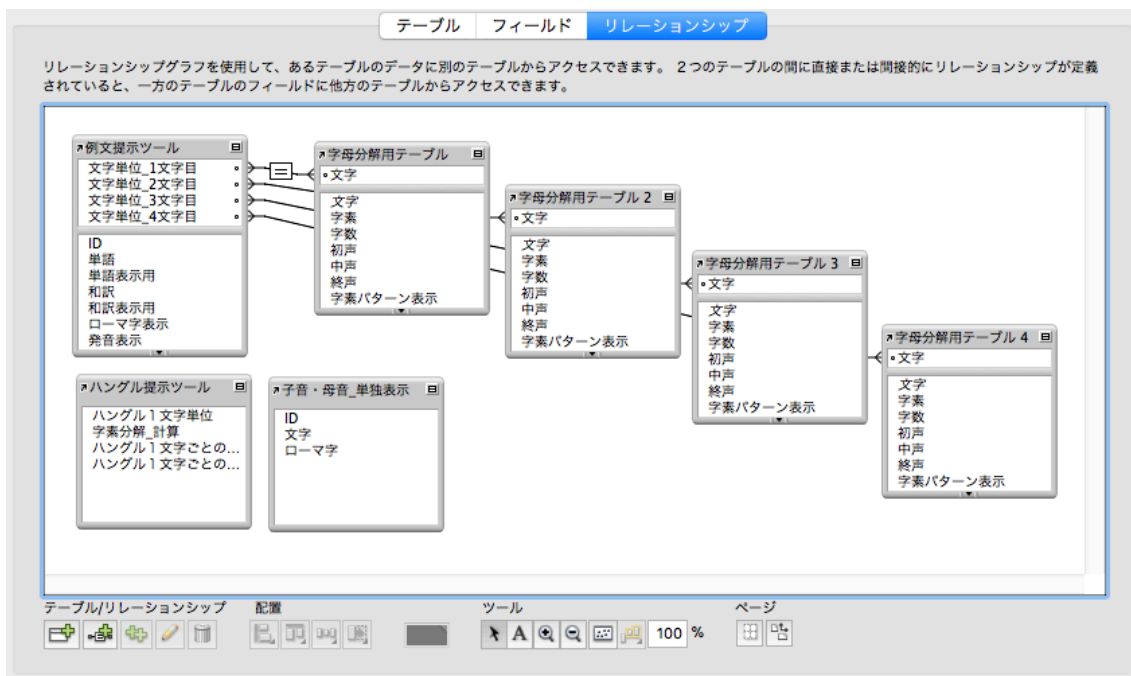 テーブル
フィールド
リレーションシップ
リレーションシップグラフを使用して、あるテーブルのデータに別のテーブルからアクセスできます。 2つのテーブルの間に直接または間接的にリレーションシップが定義
されていると、一方のテーブルのフィールドに他方のテーブルからアクセスできます。
例文提示ツール
文字単位_1文字目
文字単位_2文字目
文字単位_3文字目
文字単位_4文字目
ID
単語
単語表示用
和訳
和訳表示用
ローマ字表示
発音表示
字母分解用テーブル
文字
文字
字素
字数
初声
中声
終声
字素パターン表示
字母分解用テーブル 2
文字
文字
字素
字数
初声
中声
終声
字素パターン表示
字母分解用テーブル 3
文字
文字
字素
字数
初声
中声
終声
字素パターン表示
字母分解用テーブル 4
文字
文字
字素
字数
初声
中声
終声
字素パターン表示
ハングル提示ツール
ハングル1文字単位
字素分解_計算
ハングル1文字ごとの...
ハングル1文字ごとの...
子音・母音_単独表示
ID
文字
ローマ字
テーブル/リレーションシップ
配置
ツール
ページ
A
100 %